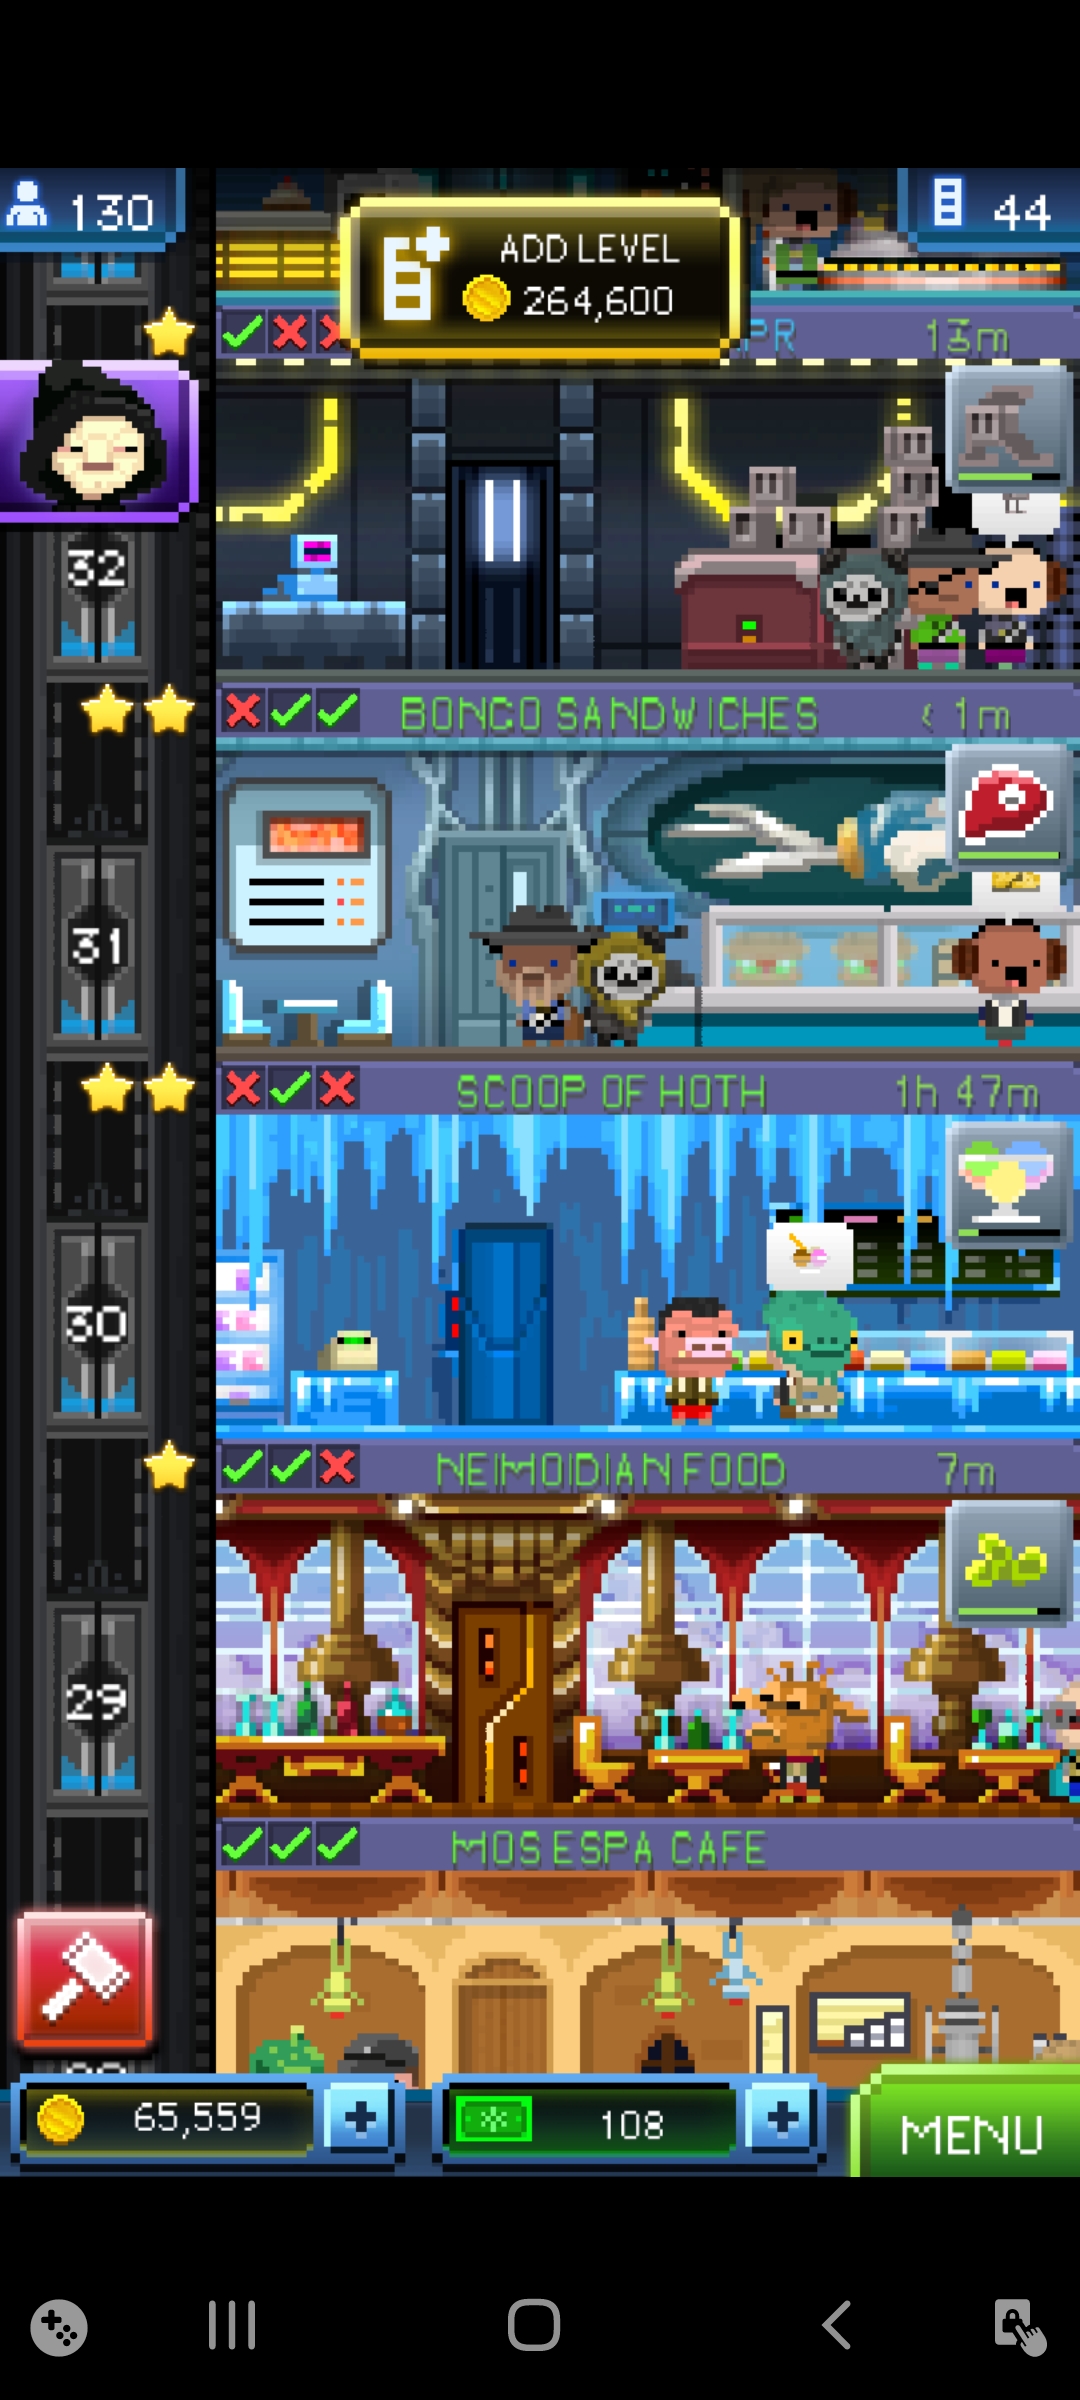 130
ADD LEVEL
264,600
44
PR 13m
32
BONGO SANDWICHES < 1m
31
SCOOP OF HOTH 1h 47m
30
NEIMOIDIAN FOOD 7m
29
MOS ESPA CAFE
65,559
108
MENU